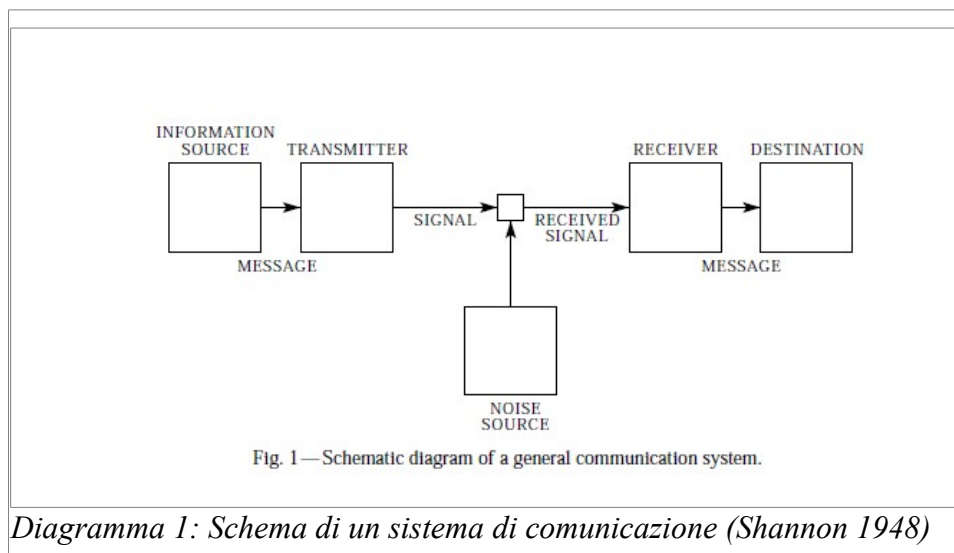 INFORMATION
SOURCE
TRANSMITTER
RECEIVER
DESTINATION
SIGNAL
RECEIVED
SIGNAL
MESSAGE
MESSAGE
NOISE
SOURCE
Fig. 1—Schematic diagram of a general communication system.
Diagramma 1: Schema di un sistema di comunicazione (Shannon 1948)